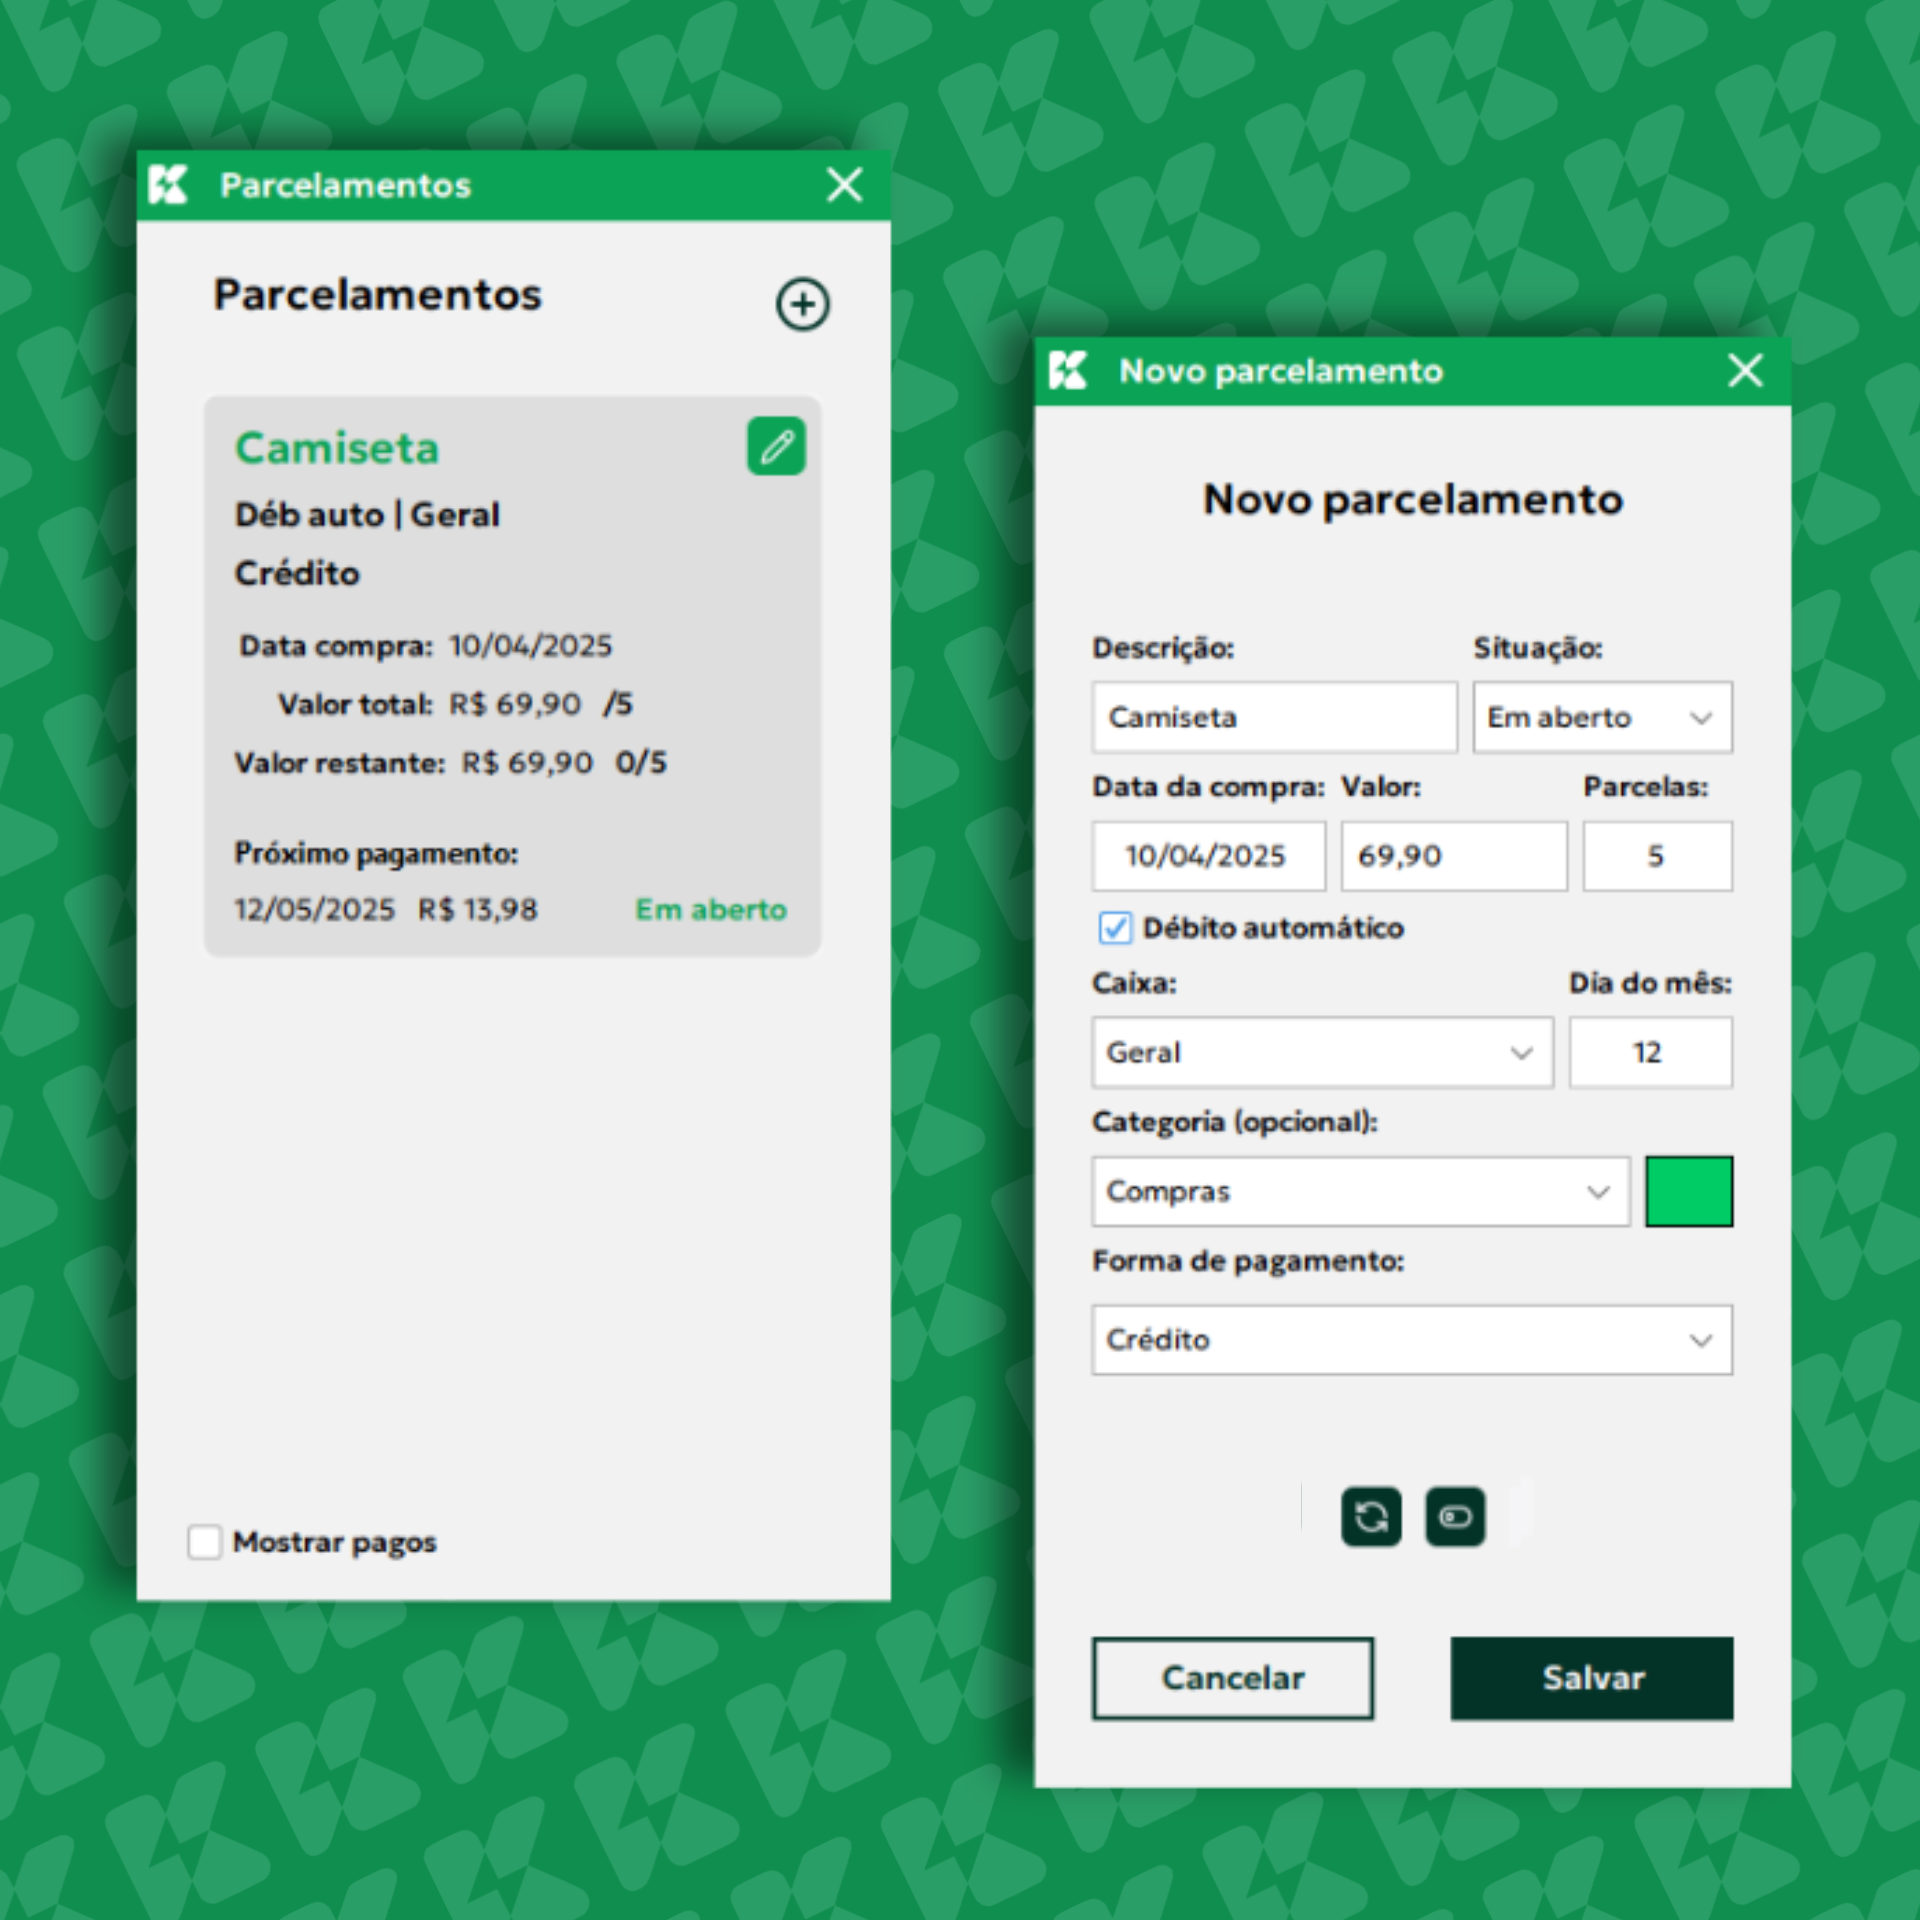 Parcelamentos
Parcelamentos
Camiseta
Déb auto | Geral
Crédito
Data compra: 10/04/2025
Valor total: R$ 69,90 /5
Valor restante: R$ 69,90 0/5
Próximo pagamento:
12/05/2025 R$ 13,98 Em aberto
Mostrar pagos
Novo parcelamento
Novo parcelamento
Descrição: Situação:
Camiseta Em aberto
Data da compra: Valor: Parcelas:
10/04/2025 69,90 5
Débito automático
Caixa: Dia do mês:
Geral 12
Categoria (opcional):
Compras
Forma de pagamento:
Crédito
Cancelar Salvar